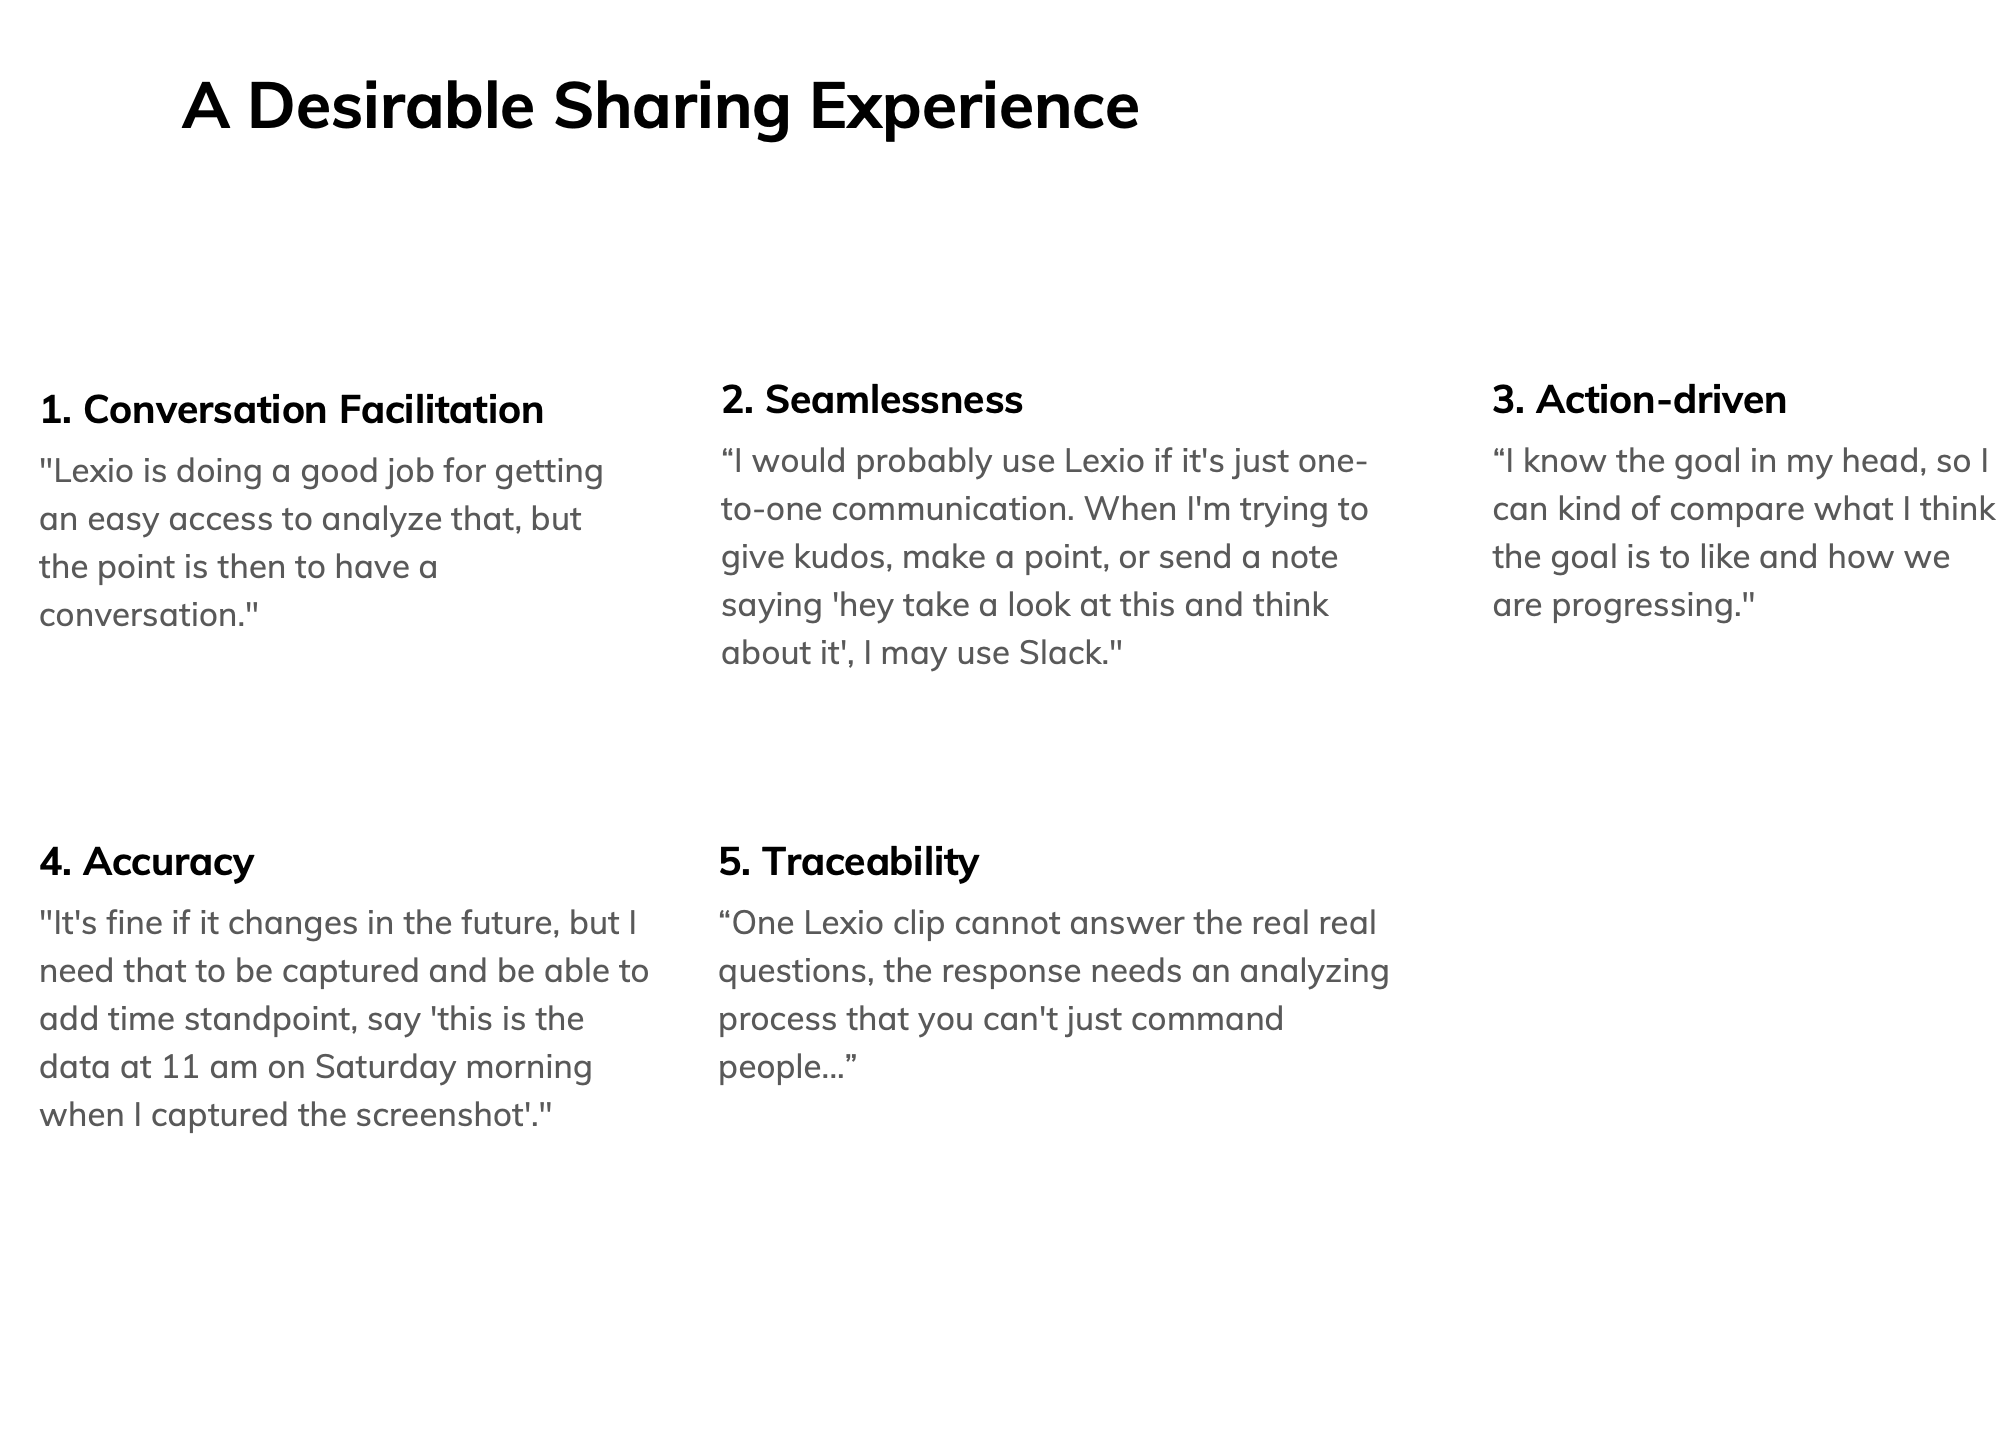 A Desirable Sharing Experience
1. Conversation Facilitation
"Lexio is doing a good job for getting
an easy access to analyze that, but
the point is then to have a
conversation."
2. Seamlessness
“I would probably use Lexio if it's just one-
to-one communication. When I'm trying to
give kudos, make a point, or send a note
saying 'hey take a look at this and think
about it', I may use Slack."
3. Action-driven
“I know the goal in my head, so I
can kind of compare what I think
the goal is to like and how we
are progressing."
4. Accuracy
"It's fine if it changes in the future, but I
need that to be captured and be able to
add time standpoint, say 'this is the
data at 11 am on Saturday morning
when I captured the screenshot'."
5. Traceability
“One Lexio clip cannot answer the real real
questions, the response needs an analyzing
process that you can't just command
people...”